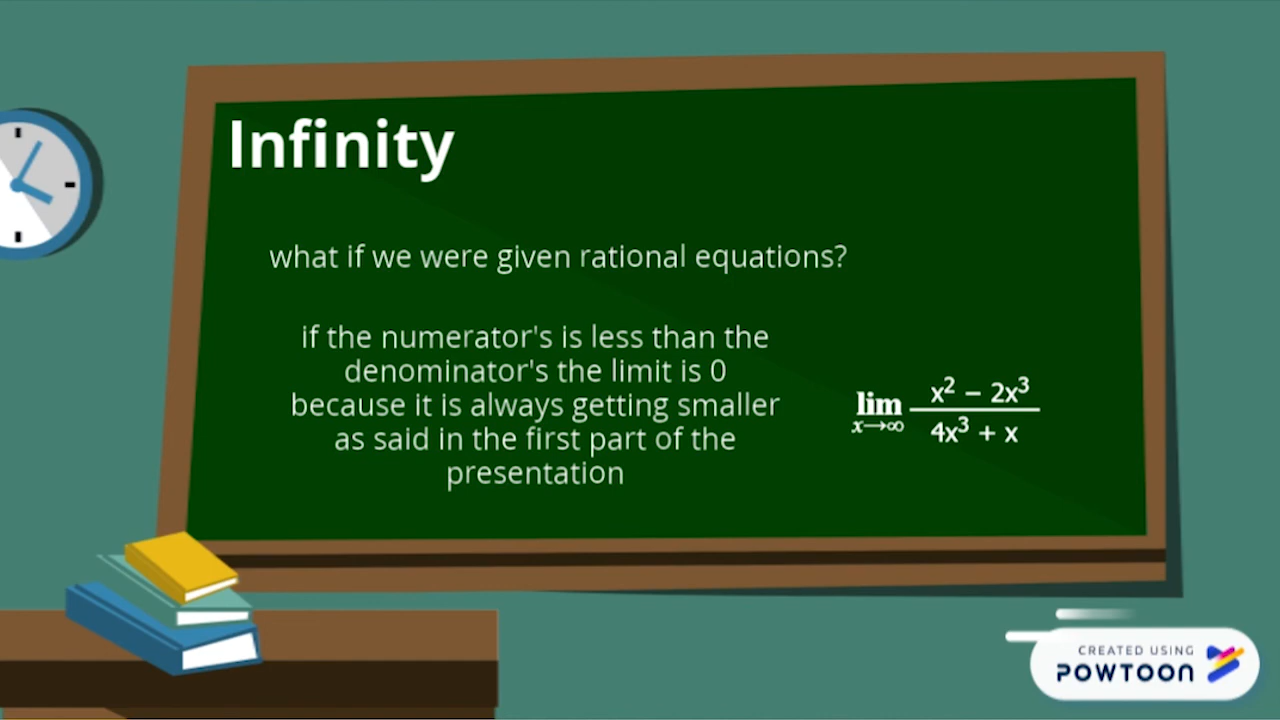 Infinity
what if we were given rational equations?
if the numerator's is less than the
denominator's the limit is 0
because it is always getting smaller
as said in the first part of the
presentation
lim x→∞ (x² − 2x³)/(4x³ + x)
CREATED USING
POWTOON